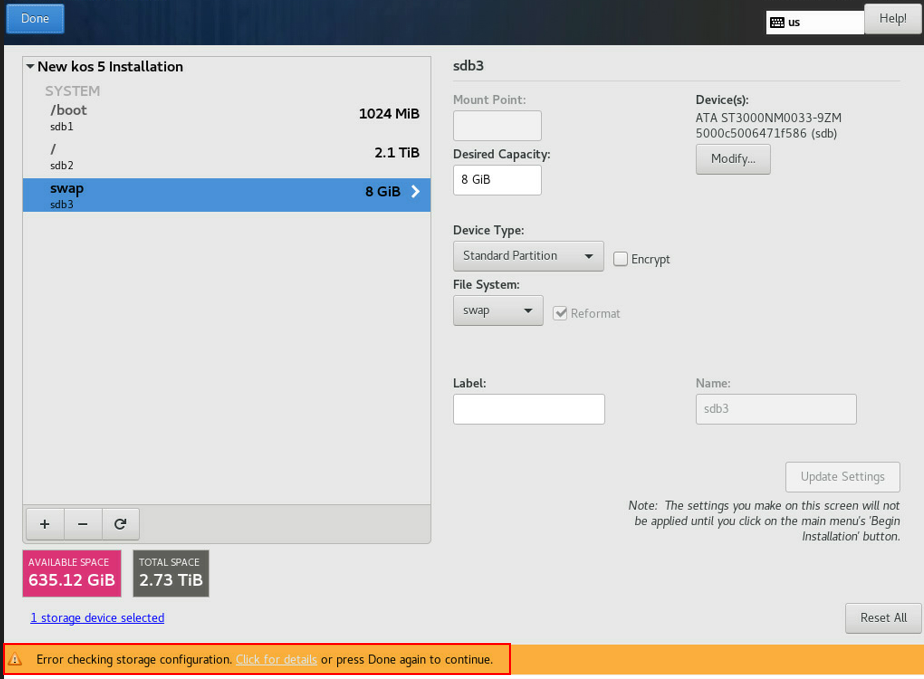 Done
us
Help!
New kos 5 Installation
SYSTEM
/boot
1024 MiB
sdb1
/
2.1 TiB
sdb2
swap
8 GiB
sdb3
+
−
AVAILABLE SPACE
635.12 GiB
TOTAL SPACE
2.73 TiB
1 storage device selected
sdb3
Mount Point:
Device(s):
ATA ST3000NM0033-9ZM
5000c5006471f586 (sdb)
Modify...
Desired Capacity:
8 GiB
Device Type:
Standard Partition
Encrypt
File System:
swap
Reformat
Label:
Name:
sdb3
Update Settings
Note: The settings you make on this screen will not
be applied until you click on the main menu's 'Begin
Installation' button.
Reset All
Error checking storage configuration. Click for details or press Done again to continue.